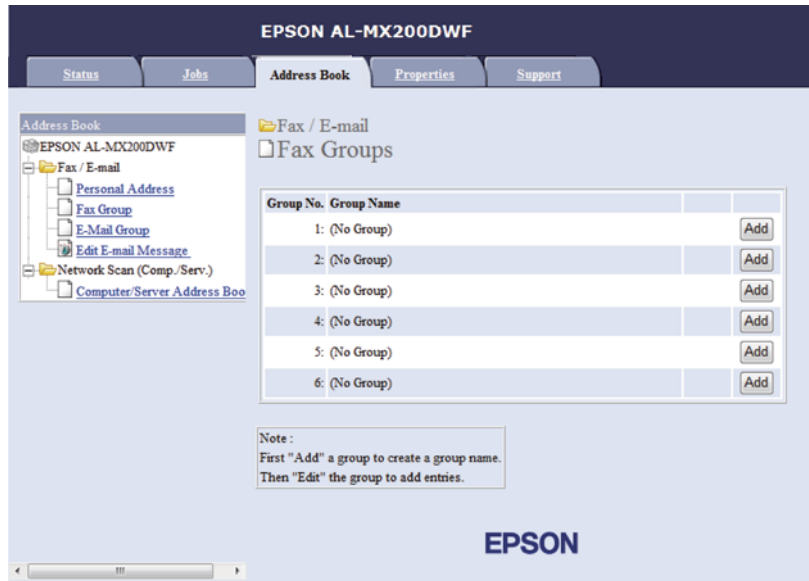 EPSON AL-MX200DWF
Status Jobs Address Book Properties Support
Address Book
EPSON AL-MX200DWF
Fax / E-mail
Personal Address
Fax Group
E-Mail Group
Edit E-mail Message
Network Scan (Comp./Serv.)
Computer/Server Address Boo
Fax / E-mail
Fax Groups
Group No. Group Name
1: (No Group) Add
2: (No Group) Add
3: (No Group) Add
4: (No Group) Add
5: (No Group) Add
6: (No Group) Add
Note :
First "Add" a group to create a group name.
Then "Edit" the group to add entries.
EPSON